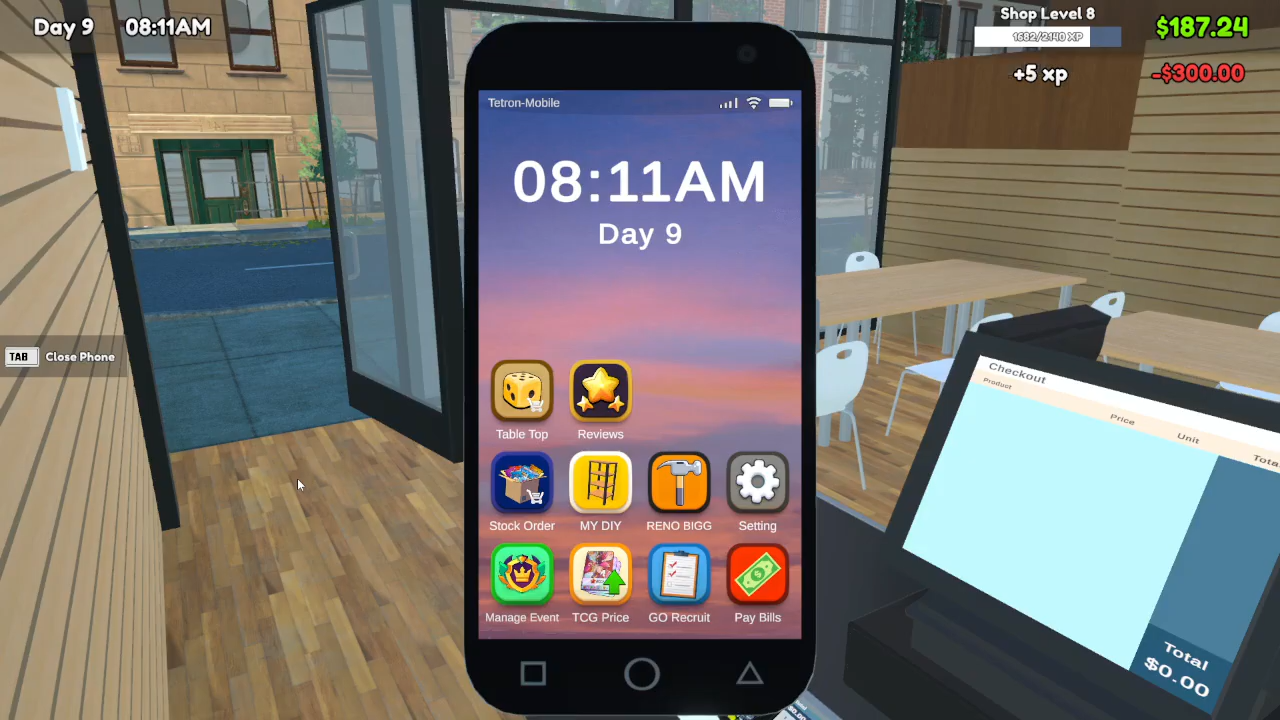 Day 9 08:11AM
Shop Level 8
1682/2140 XP
$187.24
+5 xp
-$300.00
TAB Close Phone
Tetron-Mobile
08:11AM
Day 9
Table Top
Reviews
Stock Order
MY DIY
RENO BIGG
Setting
Manage Event
TCG Price
GO Recruit
Pay Bills
Checkout
Product
Price
Unit
Total
$0.00